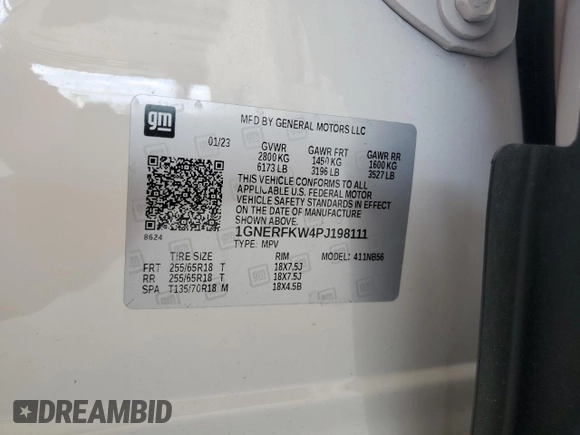 gm
MFD BY GENERAL MOTORS LLC
01/23
GVWR GAWR FRT GAWR RR
2800 KG 1450 KG 1600 KG
6173 LB 3196 LB 3527 LB
THIS VEHICLE CONFORMS TO ALL
APPLICABLE U.S. FEDERAL MOTOR
VEHICLE SAFETY STANDARDS IN EFFECT
ON THE DATE OF MANUFACTURE
SHOWN ABOVE.
1GNERFKW4PJ198111
8624
TYPE: MPV MODEL: 411NB56
TIRE SIZE RIM
FRT 255/65R18 T 18X7.5J
RR 255/65R18 T 18X7.5J
SPA T135/70R18 M 18X4.5B
DREAMBID